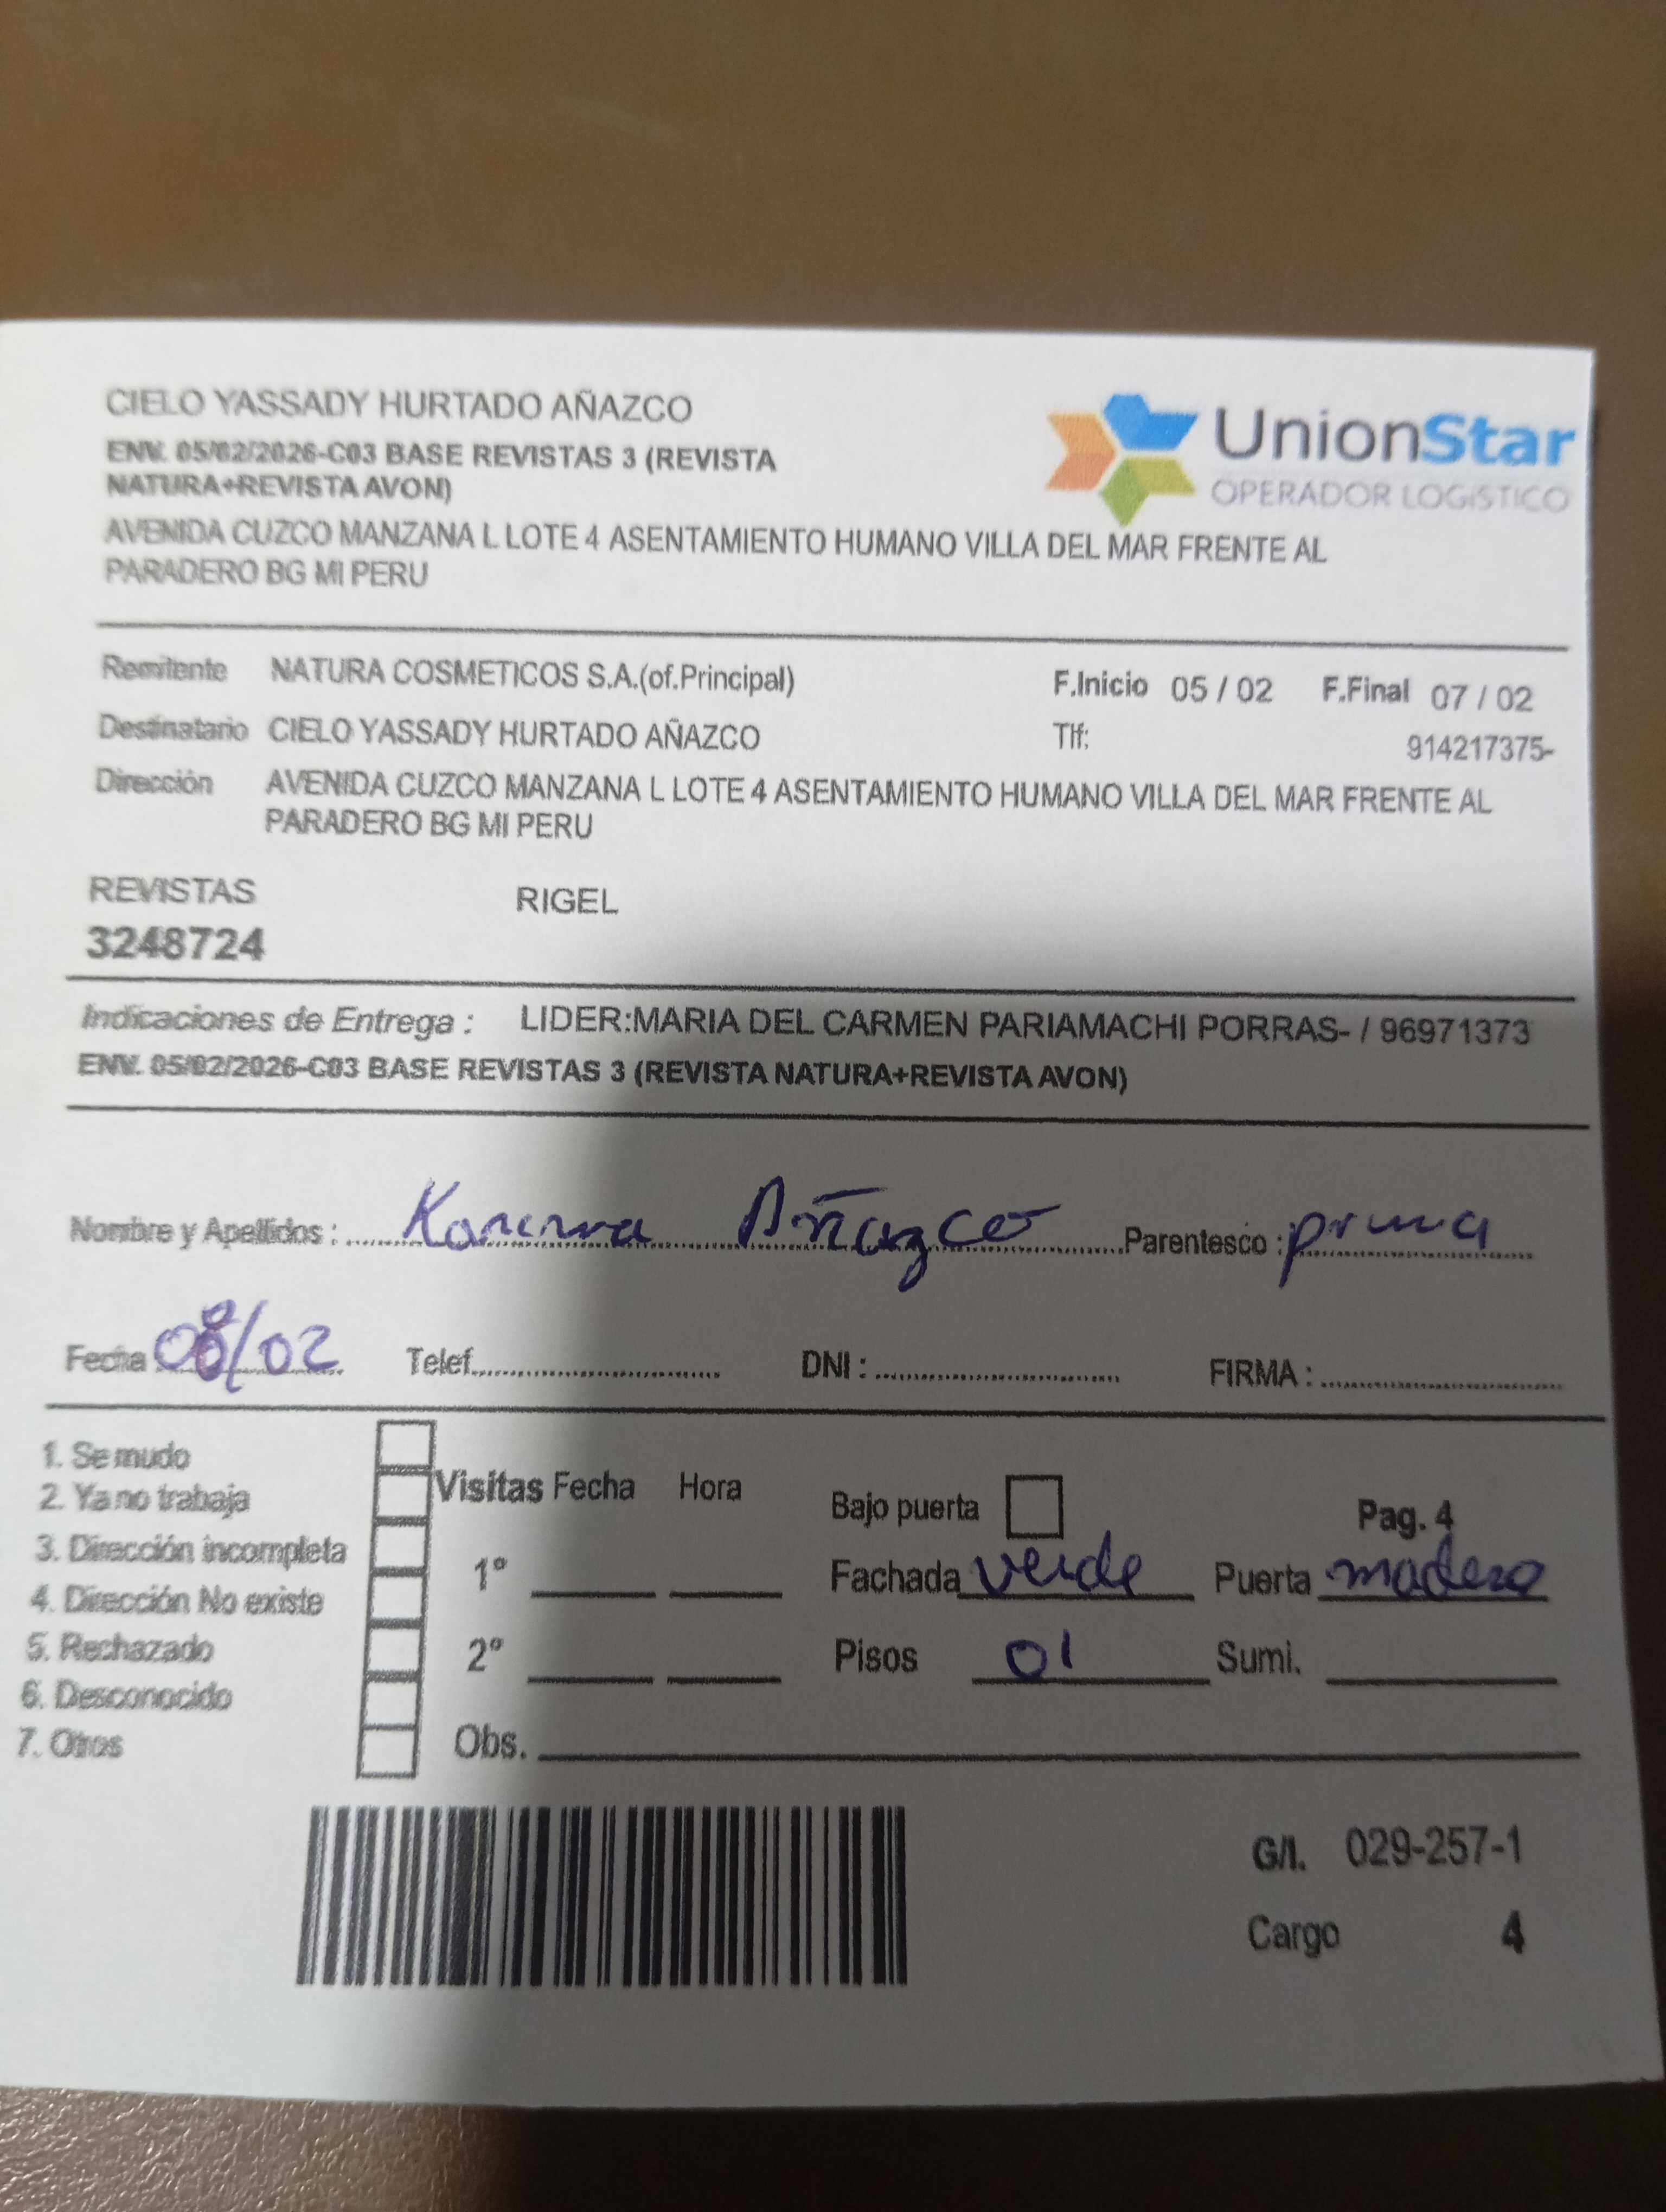 CIELO YASSADY HURTADO AÑAZCO
UnionStar
OPERADOR LOGÍSTICO
ENV. 05/02/2026-C03 BASE REVISTAS 3 (REVISTA
NATURA+REVISTA AVON)
AVENIDA CUZCO MANZANA L LOTE 4 ASENTAMIENTO HUMANO VILLA DEL MAR FRENTE AL
PARADERO BG MI PERU
Remitente NATURA COSMETICOS S.A.(of.Principal) F.Inicio 05 / 02 F.Final 07 / 02
Destinatario CIELO YASSADY HURTADO AÑAZCO Tlf: 914217375-
Dirección AVENIDA CUZCO MANZANA L LOTE 4 ASENTAMIENTO HUMANO VILLA DEL MAR FRENTE AL
PARADERO BG MI PERU
REVISTAS RIGEL
3248724
Indicaciones de Entrega : LIDER:MARIA DEL CARMEN PARIAMACHI PORRAS- / 96971373
ENV. 05/02/2026-C03 BASE REVISTAS 3 (REVISTA NATURA+REVISTA AVON)
Nombre y Apellidos : Añazco Parentesco : prima
Fecha 08/02 Telef. DNI : FIRMA :
1. Se mudo
2. Ya no trabaja
3. Dirección incompleta
4. Dirección No existe
5. Rechazado
6. Desconocido
7. Otros
Visitas Fecha Hora
1º
2º
Obs.
Bajo puerta Pag. 4
Fachada verde Puerta madera
Pisos 01 Sumi.
G/I. 029-257-1
Cargo 4